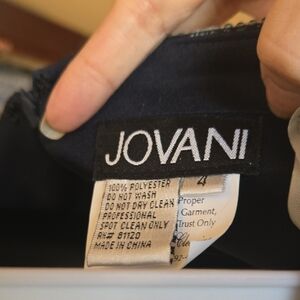 JOVANI
100% POLYESTER
DO NOT WASH
DO NOT DRY CLEAN
PROFESSIONAL
SPOT CLEAN ONLY
RN# 81120
MADE IN CHINA
4
Proper
Garment,
Trust Only